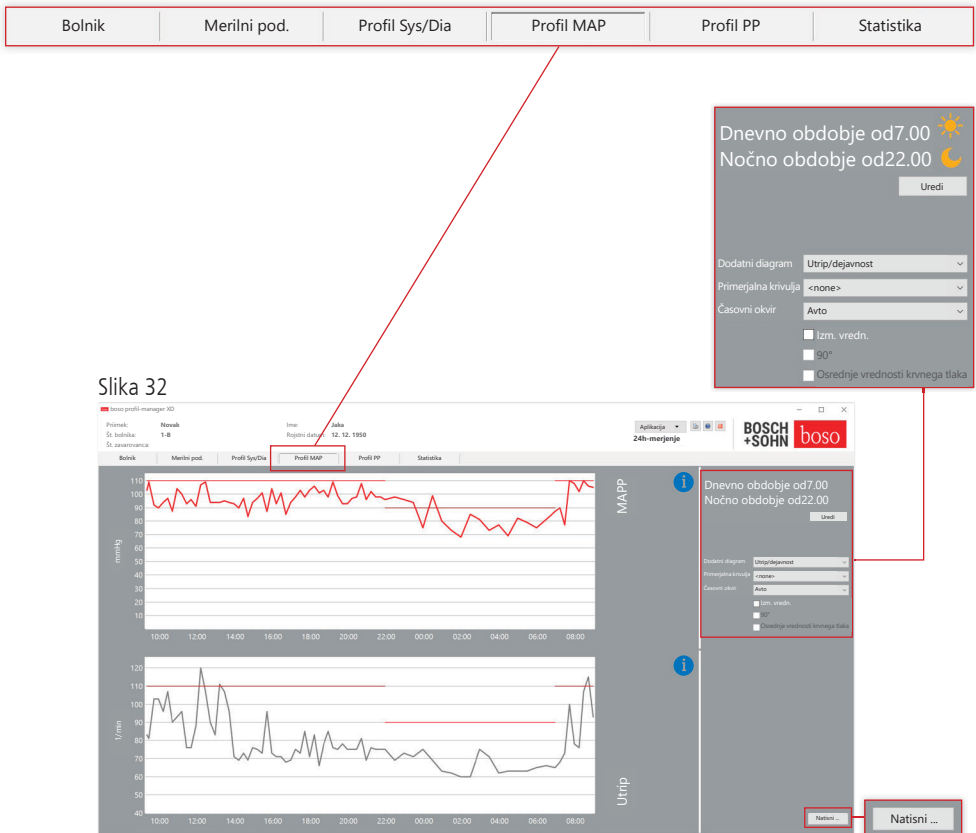 Bolnik Merilni pod. Profil Sys/Dia Profil MAP Profil PP Statistika
Dnevno obdobje od7.00
Nočno obdobje od22.00
Uredi
Dodatni diagram Utrip/dejavnost
Primerjalna krivulja <none>
Časovni okvir Avto
Izm. vredn.
90°
Osrednje vrednosti krvnega tlaka
Slika 32
boso profil-manager XD
Priimek: Novak Ime: Jaka
Št. bolnika: 1-B Rojstni datum: 12. 12. 1950
Št. zavarovanca:
Aplikacija
24h-merjenje
BOSCH
+SOHN
boso
Bolnik Merilni pod. Profil Sys/Dia Profil MAP Profil PP Statistika
110
100
90
80
70
60
50
40
30
20
10
mmHg
10:00 12:00 14:00 16:00 18:00 20:00 22:00 00:00 02:00 04:00 06:00 08:00
MAPP
i
Dnevno obdobje od7.00
Nočno obdobje od22.00
Uredi
Dodatni diagram Utrip/dejavnost
Primerjalna krivulja <none>
Časovni okvir Avto
Izm. vredn.
90°
Osrednje vrednosti krvnega tlaka
120
110
100
90
80
70
60
50
40
1/min
10:00 12:00 14:00 16:00 18:00 20:00 22:00 00:00 02:00 04:00 06:00 08:00
Utrip
i
Natisni ...
Natisni ...